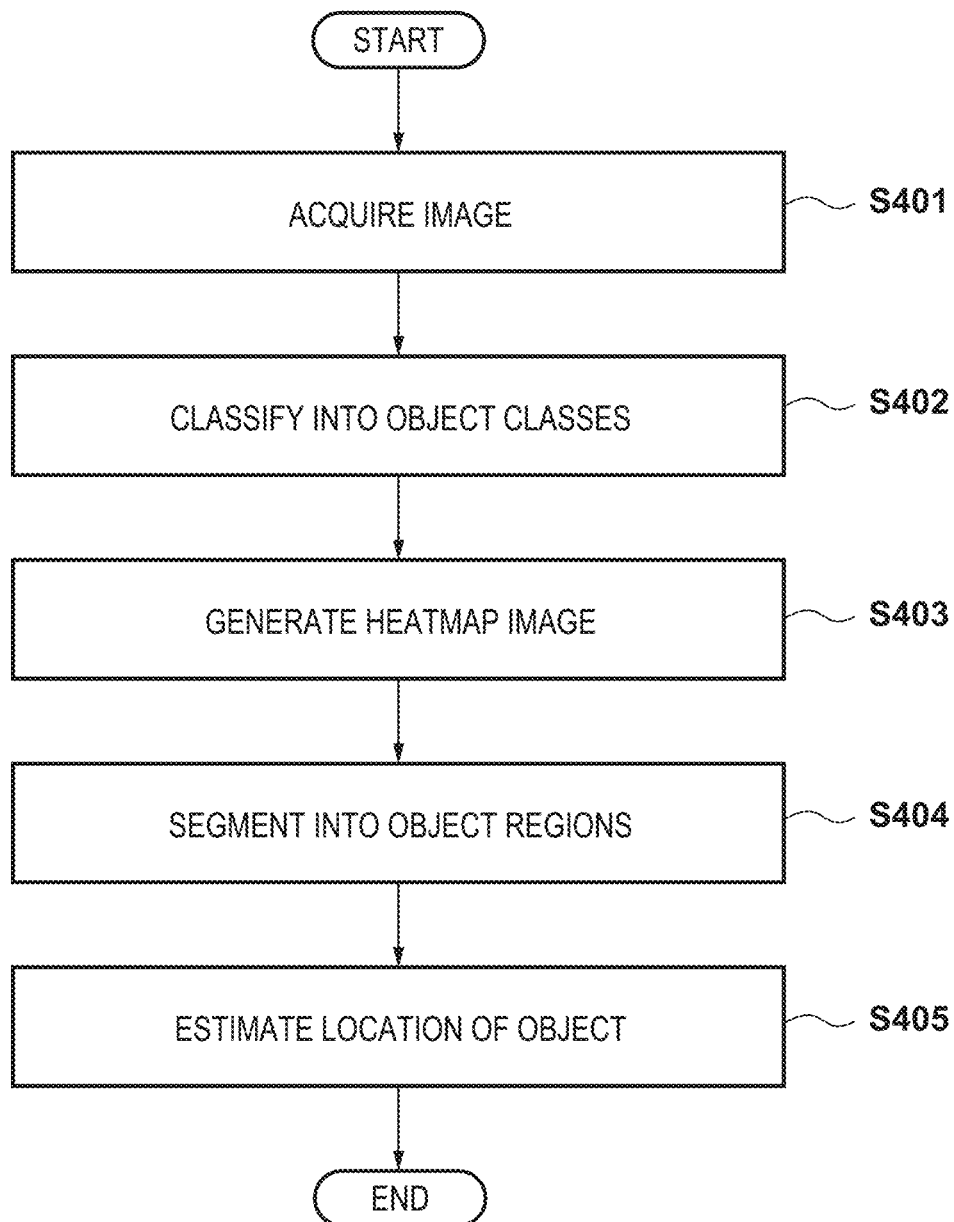 START
ACQUIRE IMAGE
S401
CLASSIFY INTO OBJECT CLASSES
S402
GENERATE HEATMAP IMAGE
S403
SEGMENT INTO OBJECT REGIONS
S404
ESTIMATE LOCATION OF OBJECT
S405
END